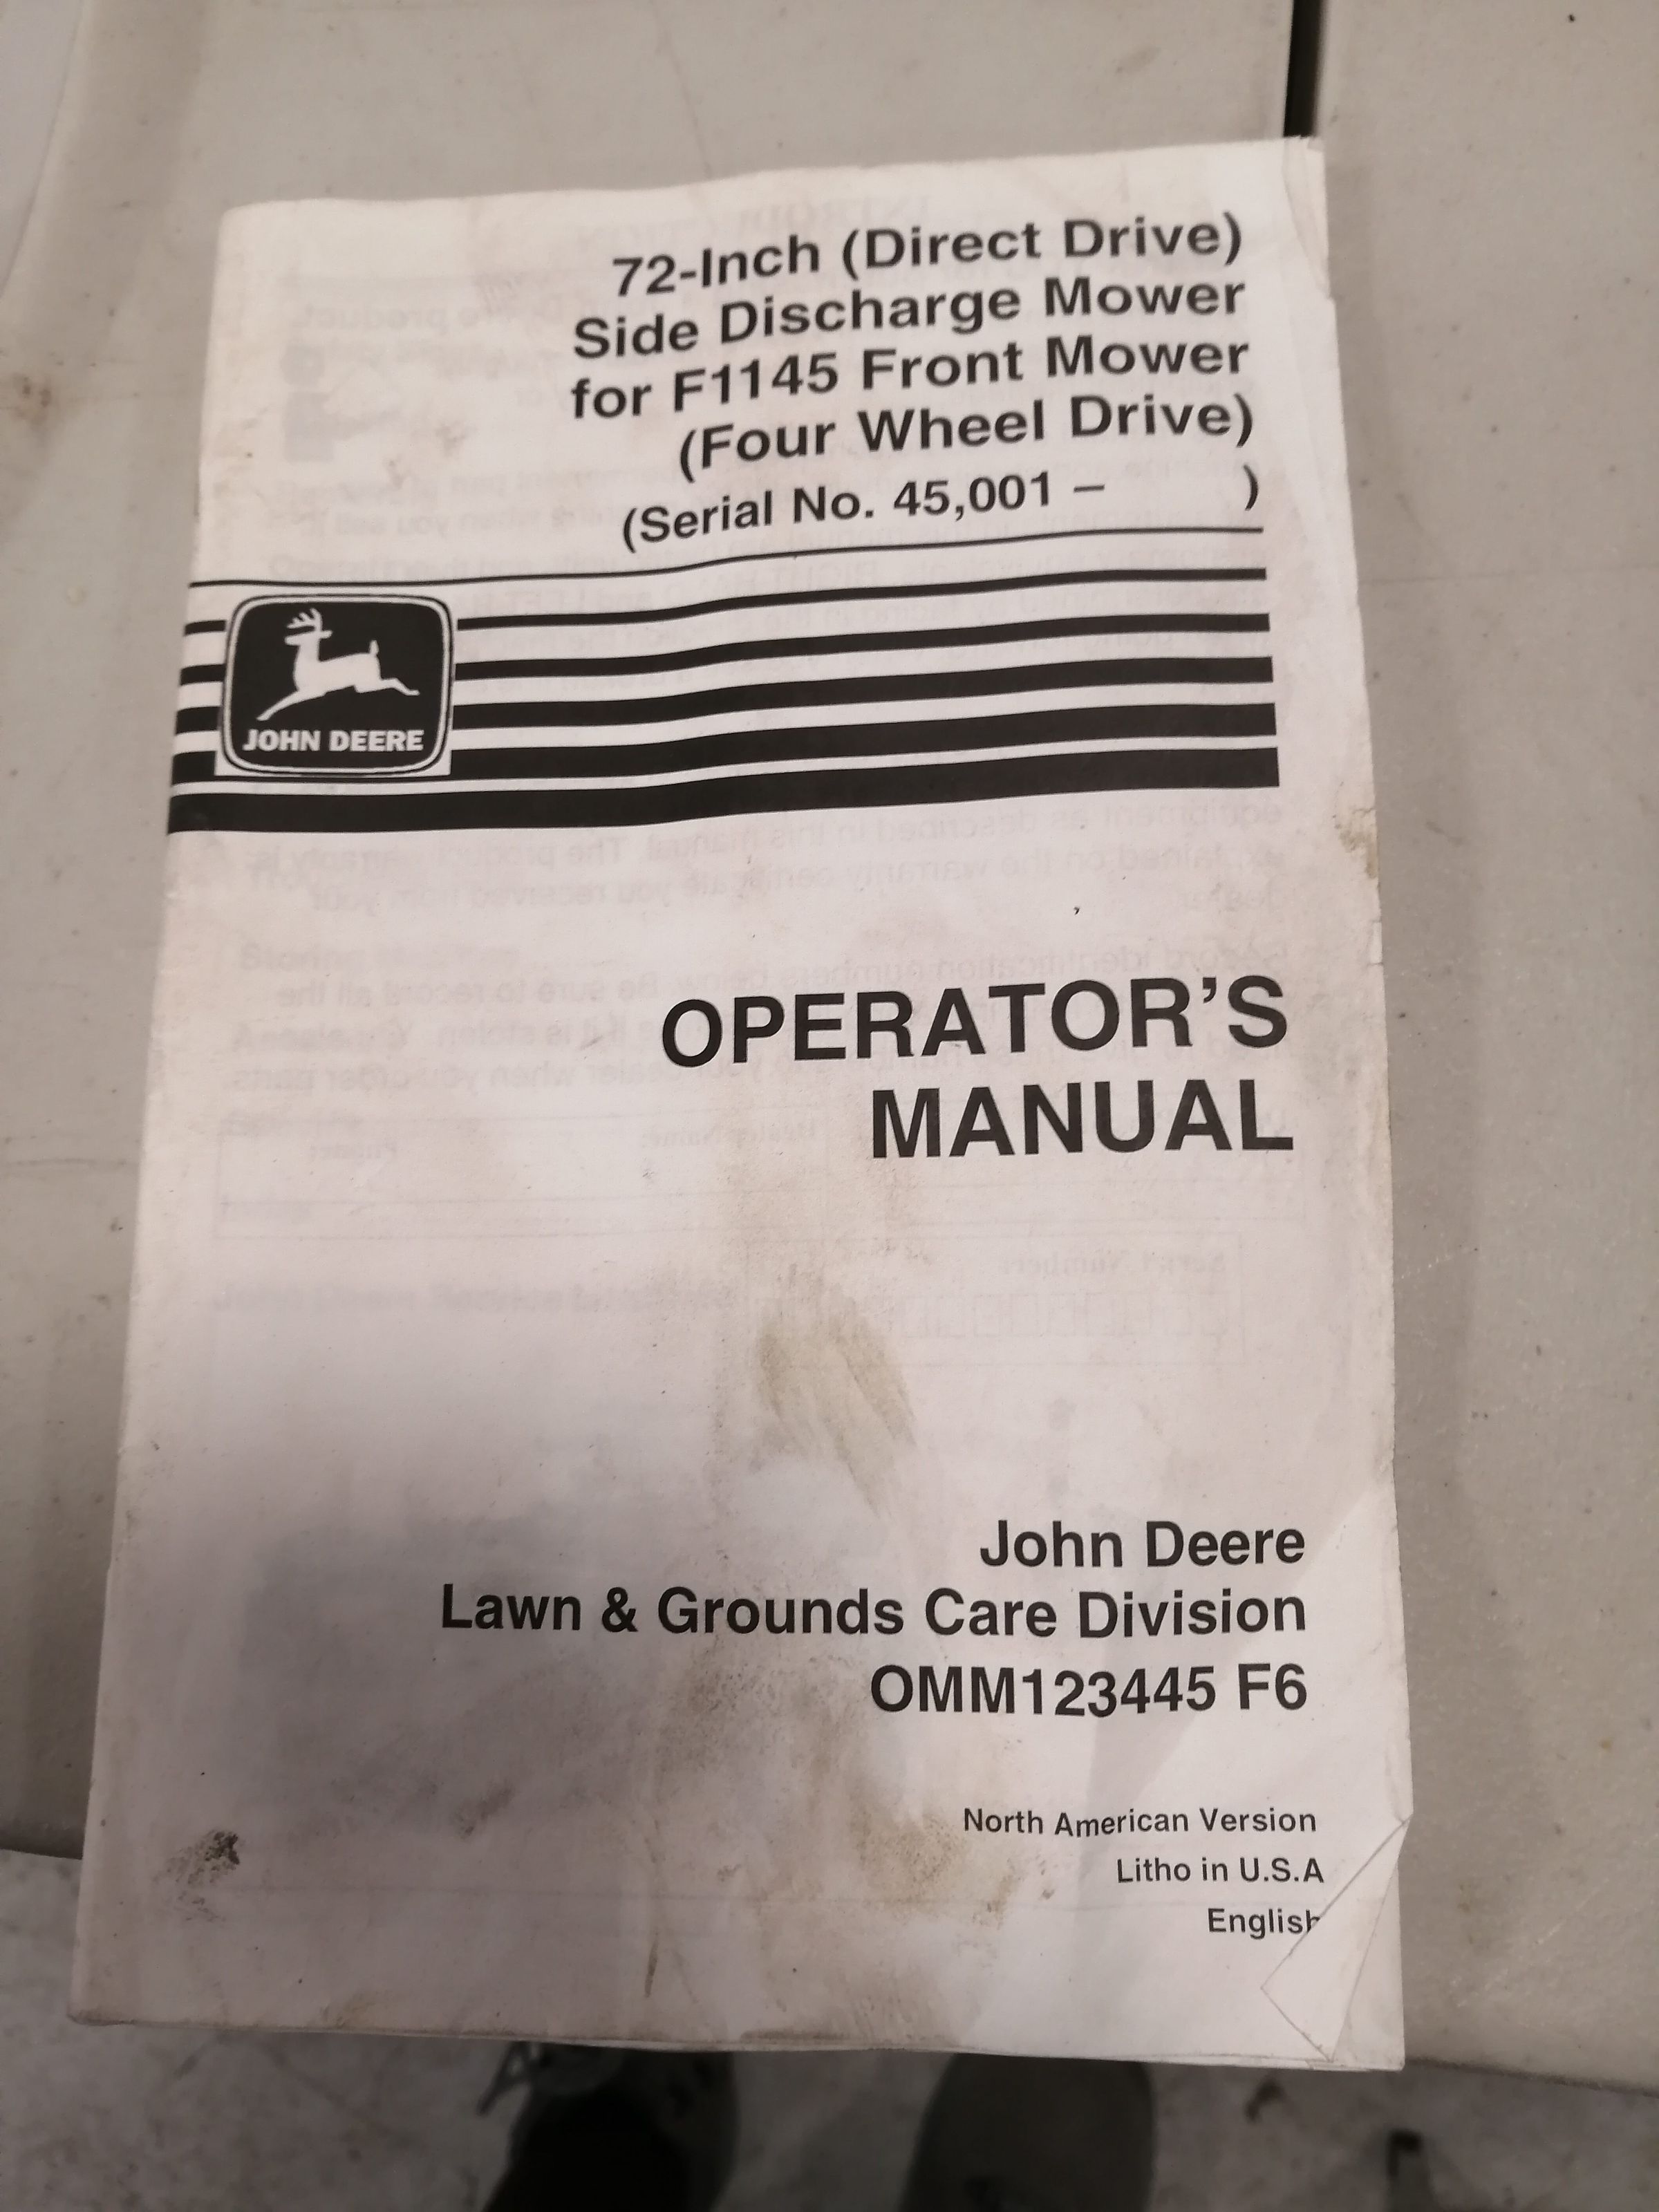 72-Inch (Direct Drive)
Side Discharge Mower
for F1145 Front Mower
(Four Wheel Drive)
(Serial No. 45,001 – )
JOHN DEERE
OPERATOR'S
MANUAL
John Deere
Lawn & Grounds Care Division
OMM123445 F6
North American Version
Litho in U.S.A
English